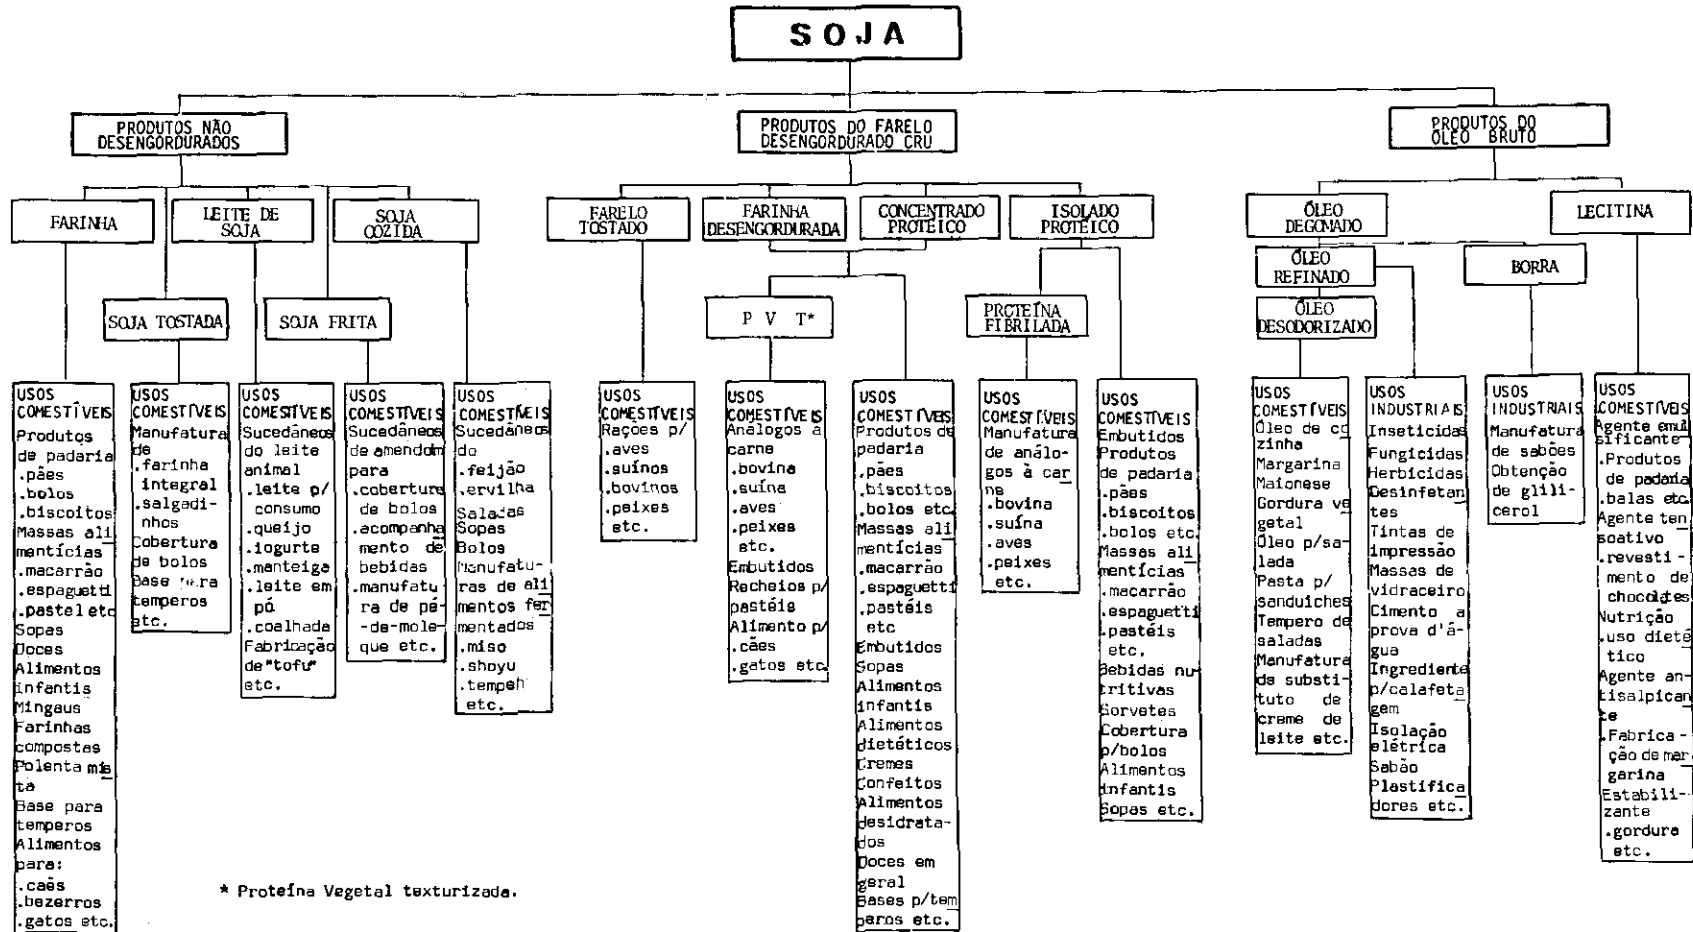 SOJA
PRODUTOS NÃO
DESENGORDURADOS
PRODUTOS DO FARELO
DESENGORDURADO CRU
PRODUTOS DO
ÓLEO BRUTO
FARINHA
LEITE DE
SOJA
SOJA
COZIDA
FARELO
TOSTADO
FARINHA
DESENGORDURADA
CONCENTRADO
PROTÉICO
ISOLADO
PROTÉICO
ÓLEO
DEGOMADO
LECITINA
ÓLEO
REFINADO
BORRA
SOJA TOSTADA
SOJA FRITA
P V T*
PROTEÍNA
FIBRILADA
ÓLEO
DESODORIZADO
USOS
COMESTÍVEIS
Produtos
de padaria
.pães
.bolos
.biscoitos
Massas ali
mentícias
.macarrão
.espaguetti
.pastel etc
Sopas
Doces
Alimentos
infantis
Mingaus
Farinhas
compostas
Polenta mis
ta
Base para
temperos
Alimentos
para:
.caẽs
.bezerros
.gatos etc.
USOS
COMESTÍVEIS
Manufatura
de
.farinha
integral
.salgadi-
nhos
Cobertura
de bolos
Base para
temperos
etc.
USOS
COMESTÍVEIS
Sucedâneos
do leite
animal
.leite p/
consumo
.queijo
.iogurte
.manteiga
.leite em
pó
.coalhada
Fabricação
de "tofu"
etc.
USOS
COMESTÍVEIS
Sucedâneos
de amendoim
para
.cobertura
de bolos
.acompanha
mento de
bebidas
.manufatu
ra de pé-
-de-mole-
que etc.
USOS
COMESTÍVEIS
Sucedâneos
do
.feijão
.ervilha
Saladas
Sopas
Bolos
Manufatu-
ras de ali
mentos fer
mentados
.miso
.shoyu
.tempeh
etc.
USOS
COMESTÍVEIS
Rações p/
.aves
.suínos
.bovinos
.peixes
etc.
USOS
COMESTÍVEIS
Análogos à
carne
.bovina
.suína
.aves
.peixes
etc.
Embutidos
Recheios p/
pastéis
Alimento p/
.cães
.gatos etc.
USOS
COMESTÍVEIS
Produtos de
padaria
.pães
.biscoitos
.bolos etc.
Massas ali
mentícias
.macarrão
.espaguetti
.pastéis
etc
Embutidos
Sopas
Alimentos
infantis
Alimentos
dietéticos
Cremes
Confeitos
Alimentos
desidrata-
dos
Doces em
geral
Bases p/tem
peros etc.
USOS
COMESTÍVEIS
Manufatura
de análo-
gos à car
ne
.bovina
.suína
.aves
.peixes
etc.
USOS
COMESTÍVEIS
Embutidos
Produtos
de padaria
.pães
.biscoitos
.bolos etc.
Massas ali
mentícias
.macarrão
.espaguetti
.pastéis
etc.
Bebidas nu
tritivas
Sorvetes
Cobertura
p/bolos
Alimentos
infantis
Sopas etc.
USOS
COMESTÍVEIS
Óleo de co
zinha
Margarina
Maionese
Gordura ve
getal
Óleo p/sa-
lada
Pasta p/
sanduiches
Tempero de
saladas
Manufatura
de substi-
tuto de
creme de
leite etc.
USOS
INDUSTRIAIS
Inseticidas
Fungicidas
Herbicidas
Desinfetan
tes
Tintas de
impressão
Massas de
vidraceiro
Cimento a
prova d'á-
gua
Ingrediente
p/calafeta
gem
Isolação
elétrica
Sabão
Plastifica
dores etc.
USOS
INDUSTRIAIS
Manufatura
de sabões
Obtenção
de glili-
cerol
USOS
COMESTÍVEIS
Agente emul
sificante
.Produtos
de padaria
.balas etc.
Agente ten
soativo
.revesti-
mento de
chocolates
Nutrição
.uso dieté
tico
Agente an-
tisalpican
te
.Fabrica-
ção de mar
garina
Estabili-
zante
.gordura
etc.
* Proteína Vegetal texturizada.